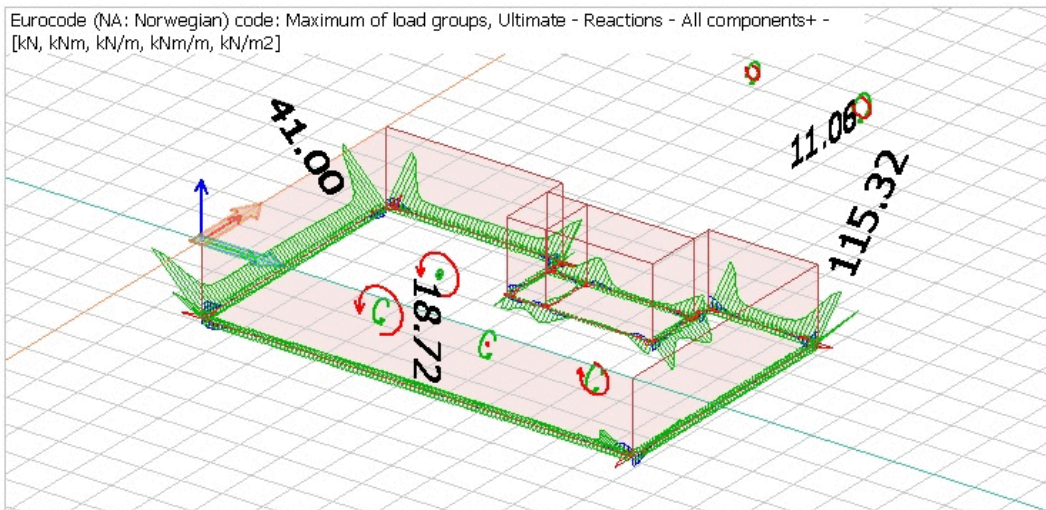 Eurocode (NA: Norwegian) code: Maximum of load groups, Ultimate - Reactions - All components+ -
[kN, kNm, kN/m, kNm/m, kN/m2]
41.00
11.06
115.32
18.72